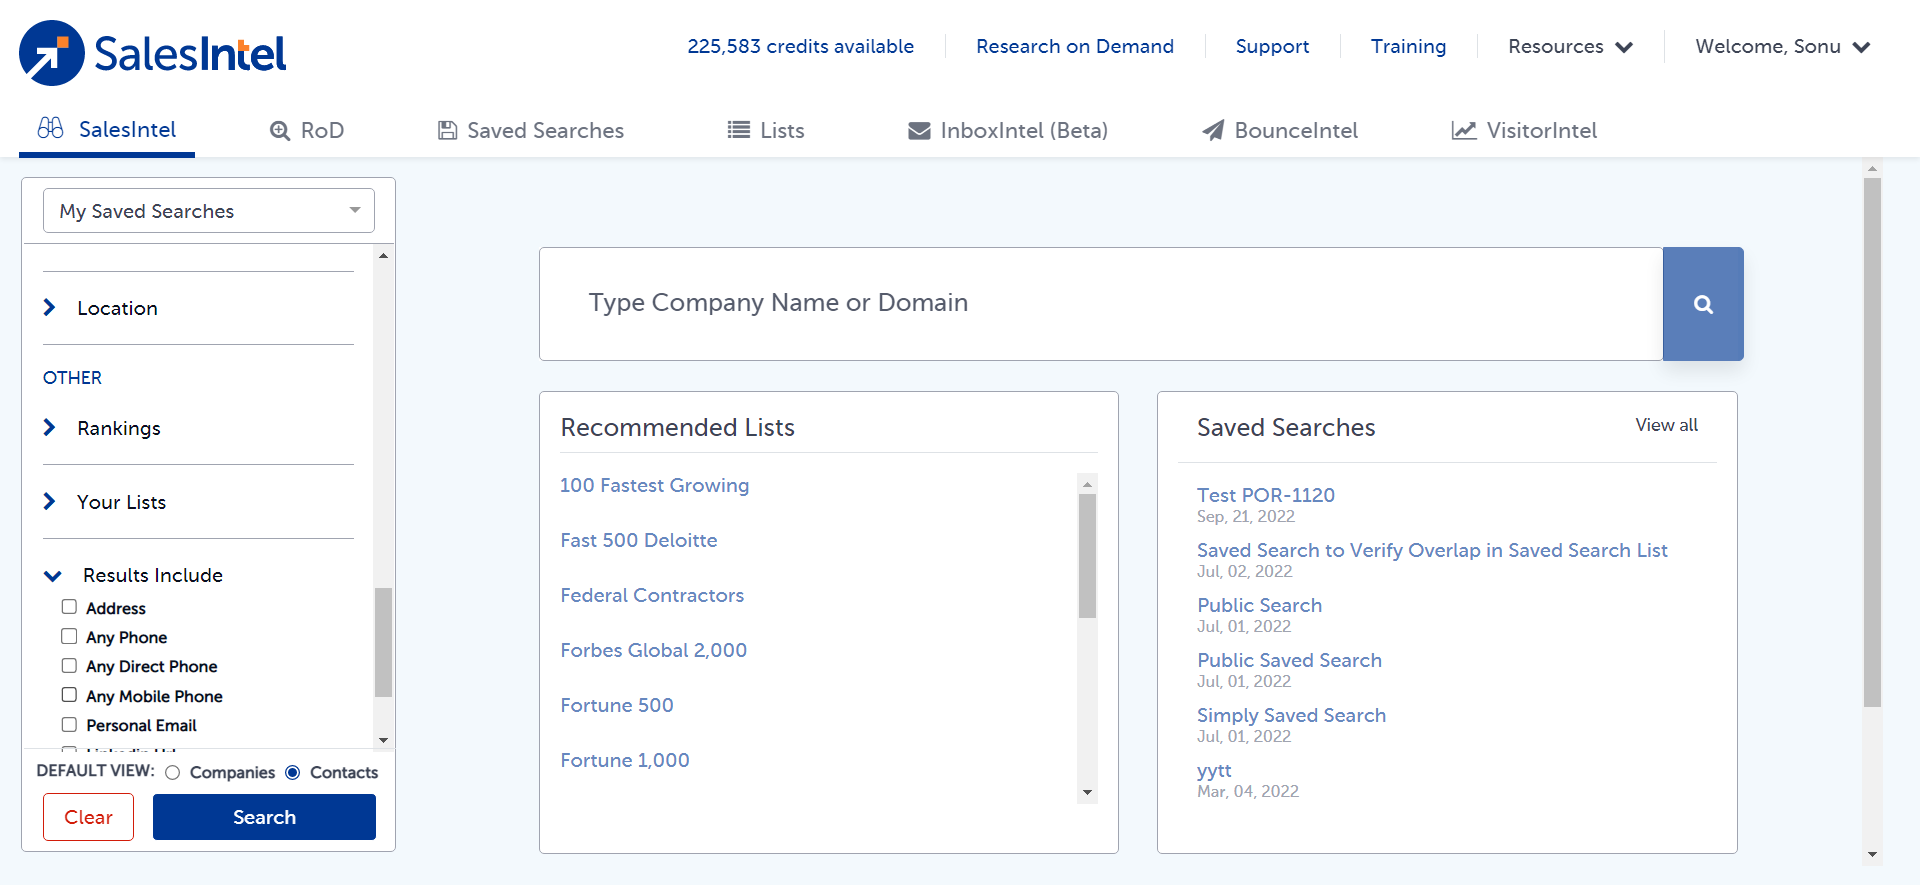 SalesIntel
225,583 credits available
Research on Demand
Support
Training
Resources
Welcome, Sonu
SalesIntel
RoD
Saved Searches
Lists
InboxIntel (Beta)
BounceIntel
VisitorIntel
My Saved Searches
Location
OTHER
Rankings
Your Lists
Results Include
Address
Any Phone
Any Direct Phone
Any Mobile Phone
Personal Email
DEFAULT VIEW:
Companies
Contacts
Clear
Search
Type Company Name or Domain
Recommended Lists
100 Fastest Growing
Fast 500 Deloitte
Federal Contractors
Forbes Global 2,000
Fortune 500
Fortune 1,000
Saved Searches
View all
Test POR-1120
Sep, 21, 2022
Saved Search to Verify Overlap in Saved Search List
Jul, 02, 2022
Public Search
Jul, 01, 2022
Public Saved Search
Jul, 01, 2022
Simply Saved Search
Jul, 01, 2022
yytt
Mar, 04, 2022